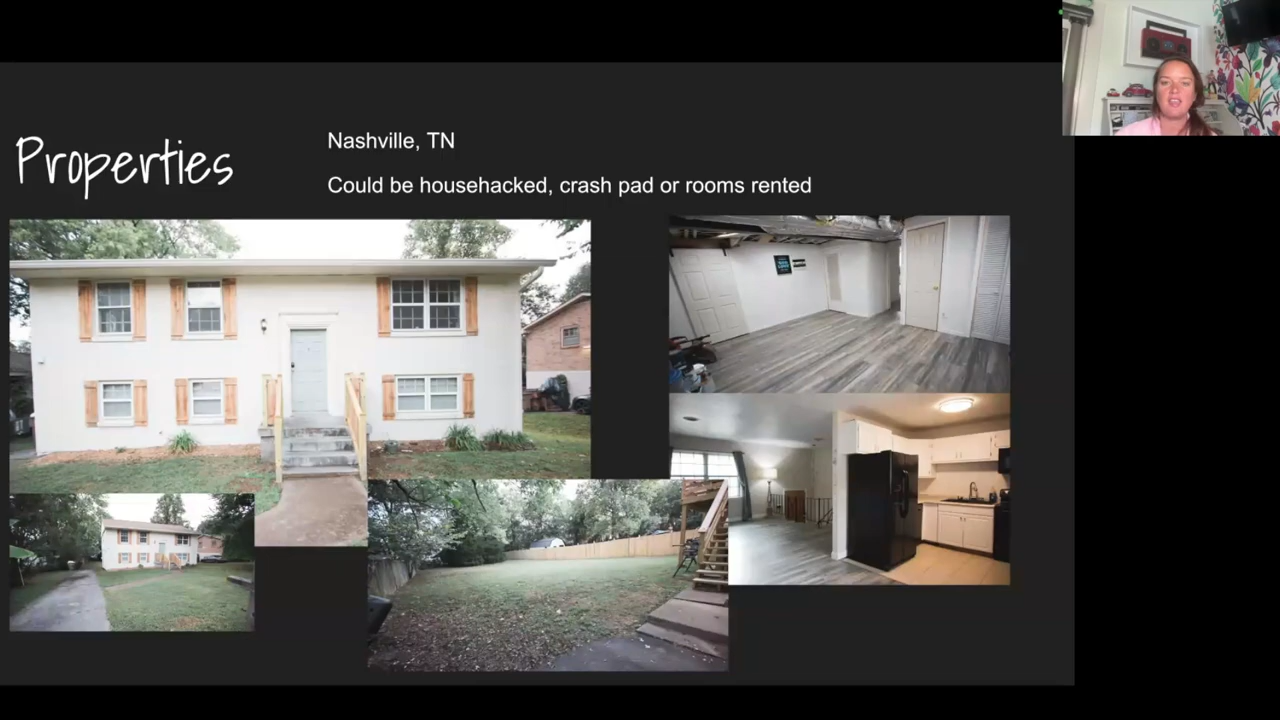 Properties
Nashville, TN
Could be househacked, crash pad or rooms rented